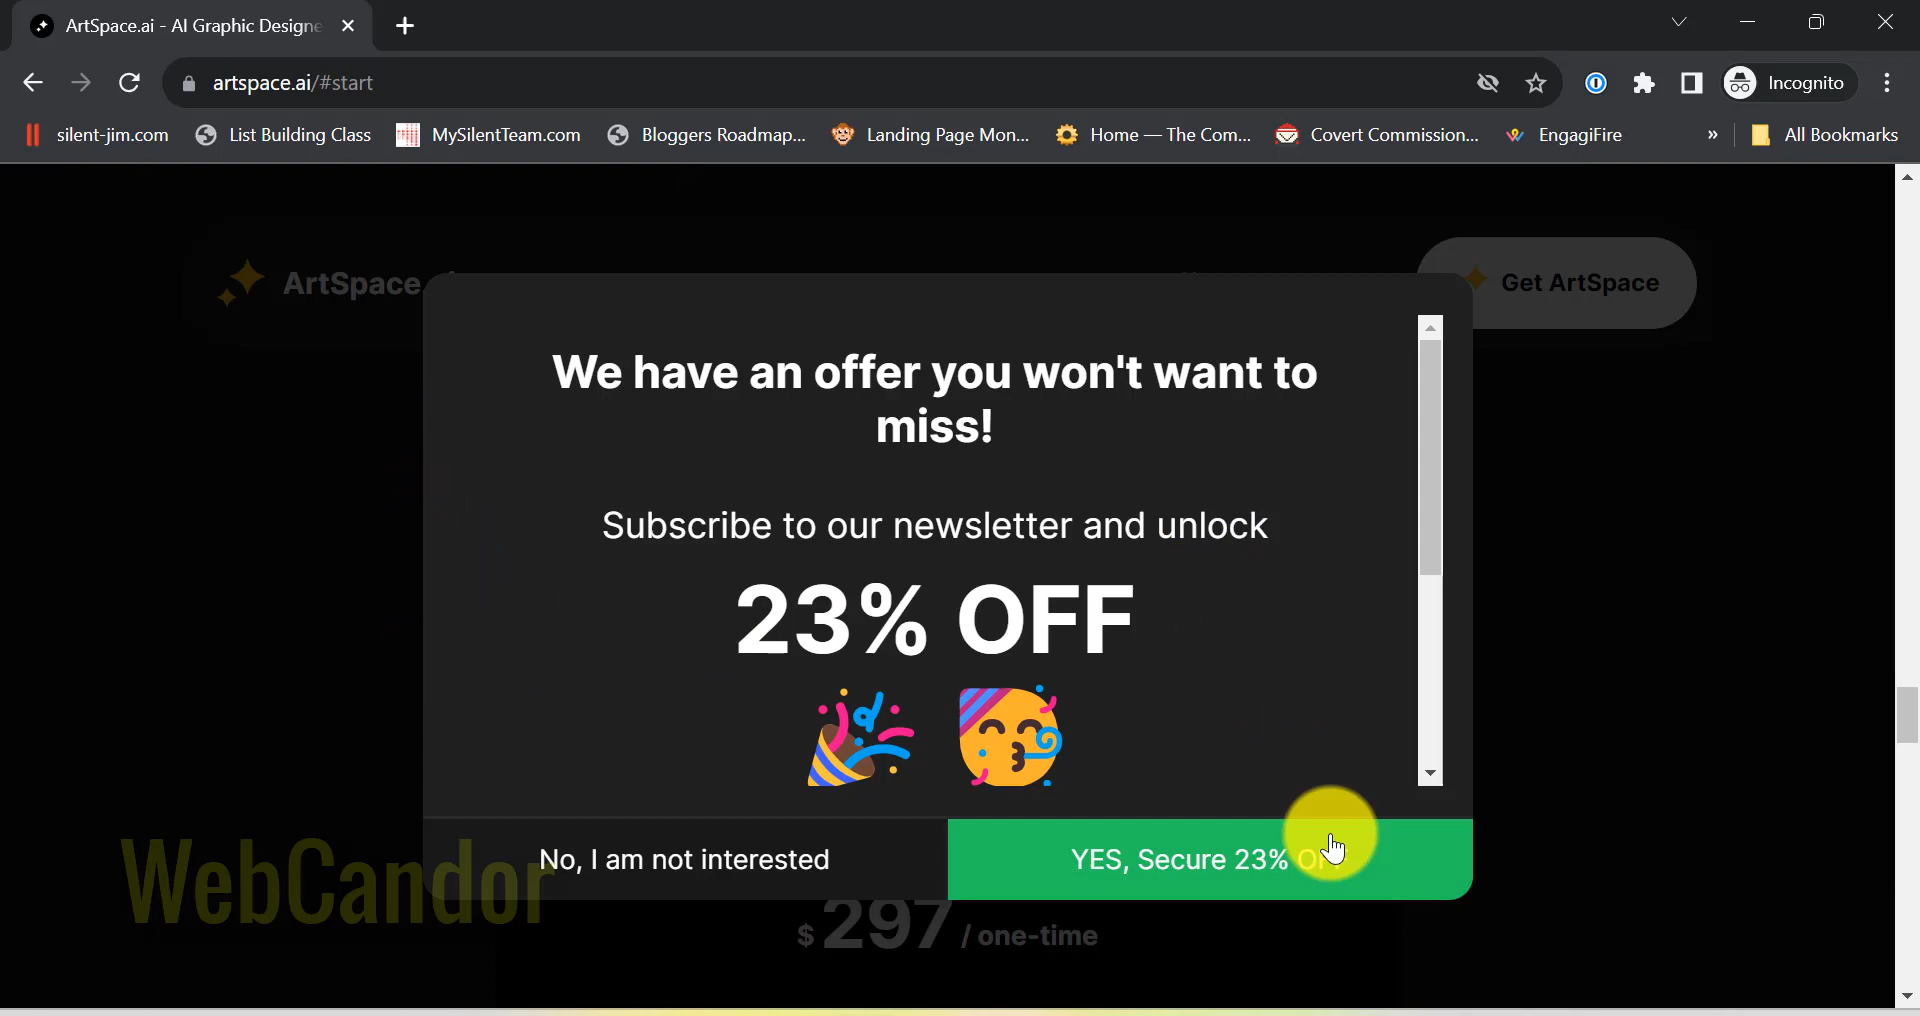 ArtSpace.ai - AI Graphic Designe
artspace.ai/#start
Incognito
silent-jim.com
List Building Class
MySilentTeam.com
Bloggers Roadmap...
Landing Page Mon...
Home — The Com...
Covert Commission...
EngagiFire
»
All Bookmarks
ArtSpace
Get ArtSpace
We have an offer you won't want to
miss!
Subscribe to our newsletter and unlock
23% OFF
No, I am not interested
YES, Secure 23%
WebCandor
$297 / one-time